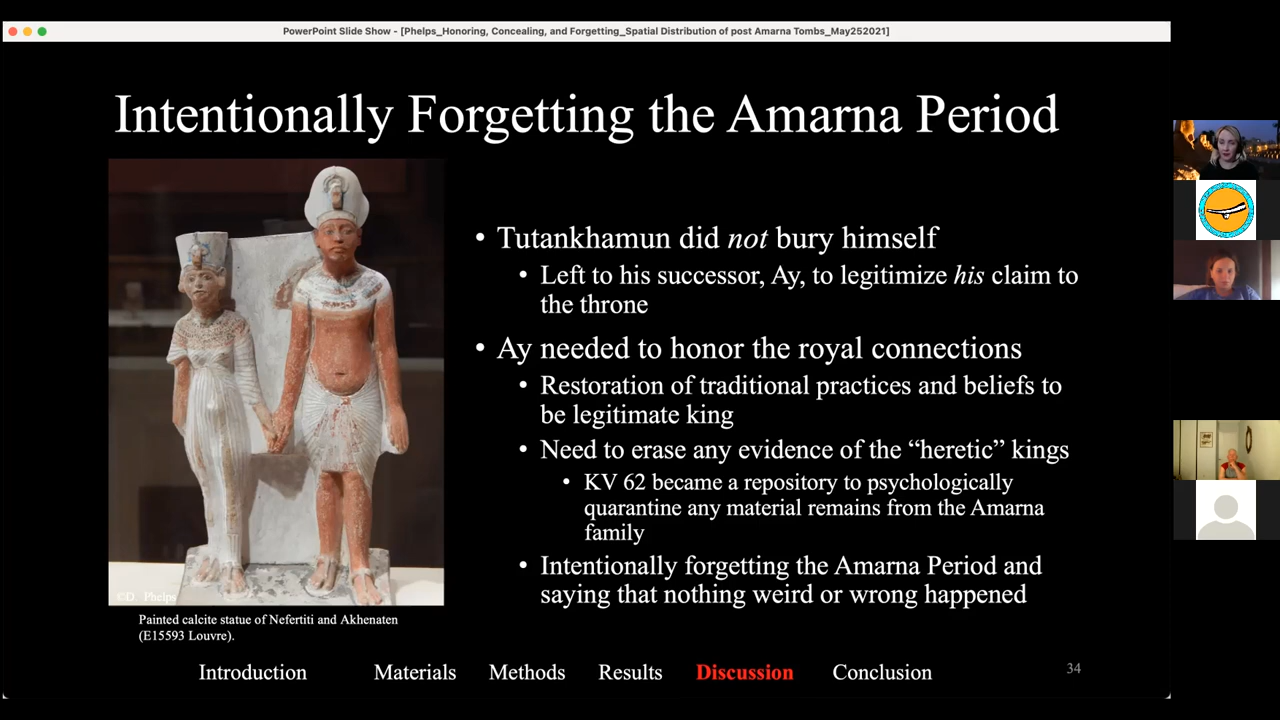 PowerPoint Slide Show - [Phelps_Honoring, Concealing, and Forgetting_Spatial Distribution of post Amarna Tombs_May252021]
Intentionally Forgetting the Amarna Period
• Tutankhamun did not bury himself
• Left to his successor, Ay, to legitimize his claim to
the throne
• Ay needed to honor the royal connections
• Restoration of traditional practices and beliefs to
be legitimate king
• Need to erase any evidence of the “heretic” kings
• KV 62 became a repository to psychologically
quarantine any material remains from the Amarna
family
• Intentionally forgetting the Amarna Period and
saying that nothing weird or wrong happened
©D Phelps
Painted calcite statue of Nefertiti and Akhenaten
(E15593 Louvre).
Introduction Materials Methods Results Discussion Conclusion 34